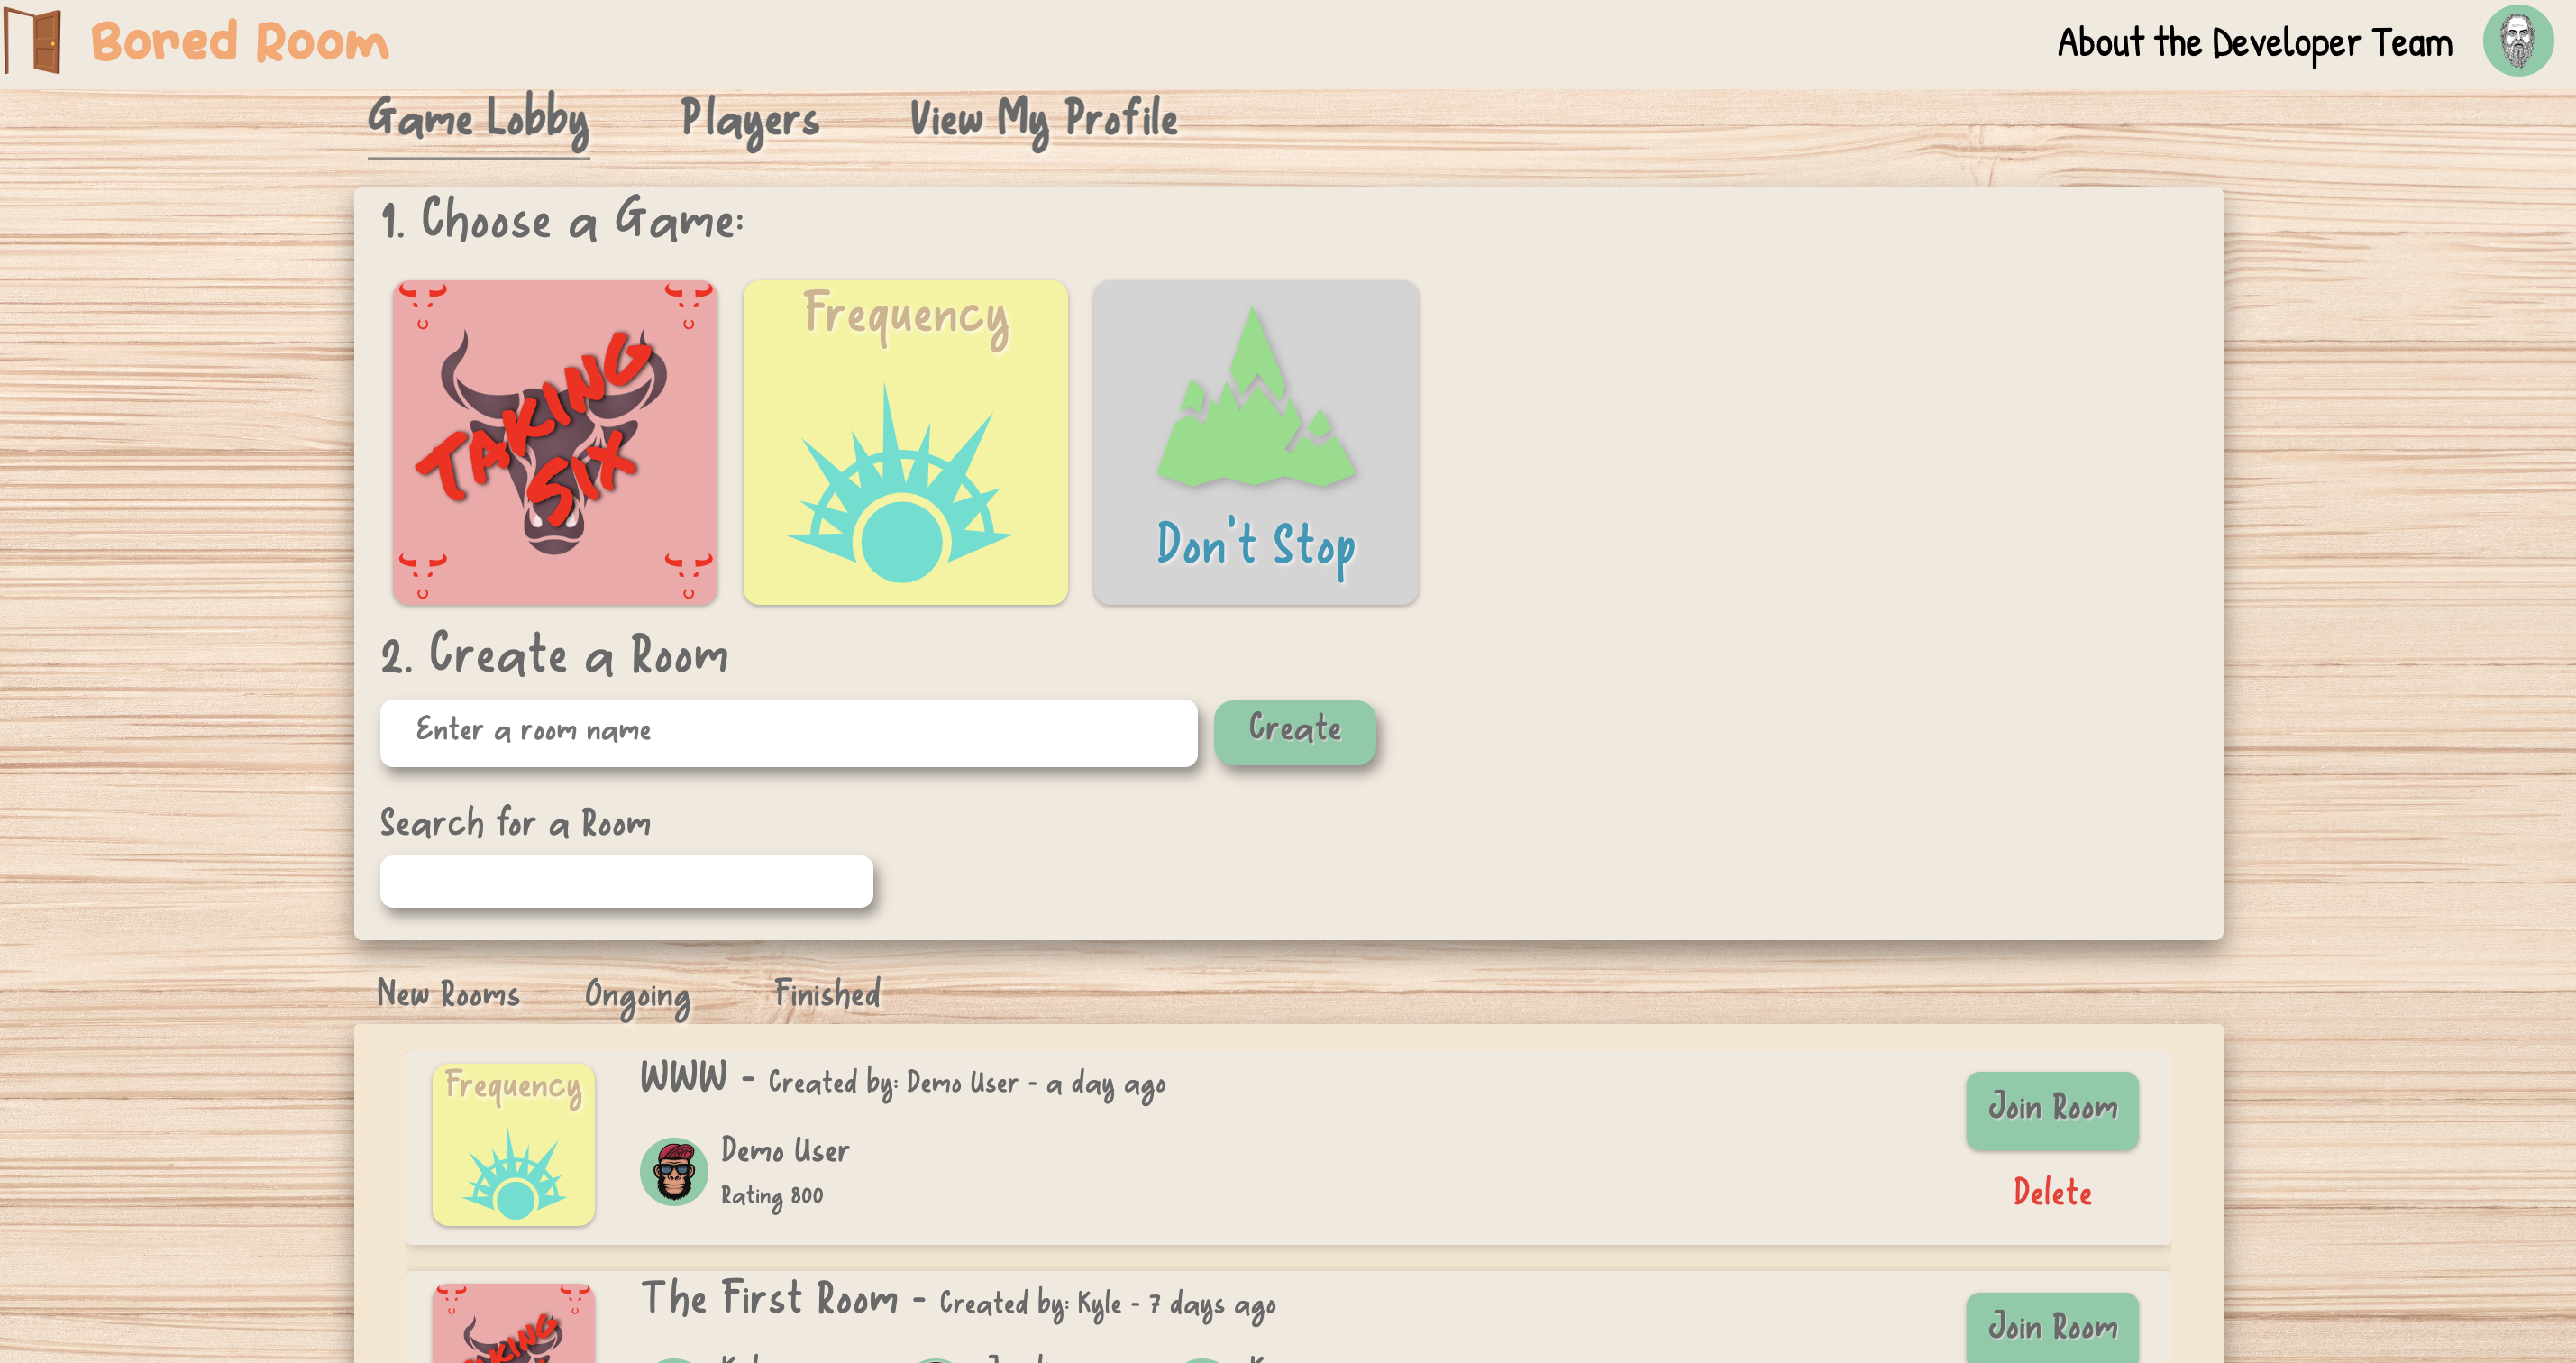 Bored Room
About the Developer Team
Game Lobby
Players
View My Profile
1. Choose a Game:
TAKING
SIX
Frequency
Don't Stop
2. Create a Room
Enter a room name
Create
Search for a Room
New Rooms
Ongoing
Finished
Frequency
WWW - Created by: Demo User - a day ago
Demo User
Rating 800
Join Room
Delete
TAKING
The First Room - Created by: Kyle - 7 days ago
Join Room